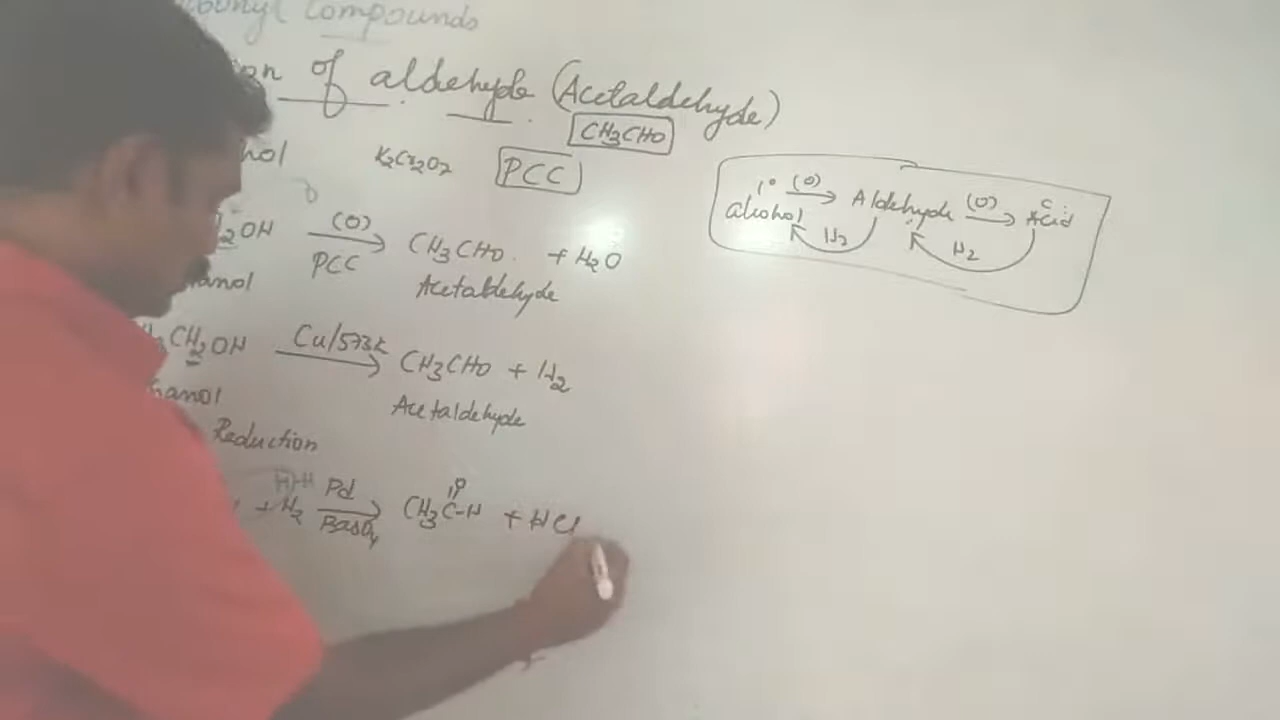 Compounds
of aldehyde (Acetaldehyde)
CH3CHO
K2Cr2O7 PCC
1° alcohol (O)→ Aldehyde (O)→ Acid
H2 H2
2OH (O)→ PCC CH3CHO + H2O
Acetaldehyde
CH2OH Cu/573K→ CH3CHO + H2
Acetaldehyde
Reduction
H-H
+ H2 Pd→ BaSO4 CH3C-H + HCl
O